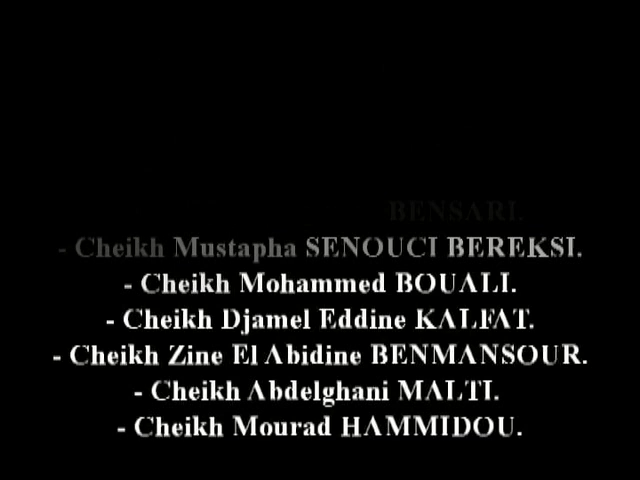 BENSARI.
- Cheikh Mustapha SENOUCI BEREKSI.
- Cheikh Mohammed BOUALI.
- Cheikh Djamel Eddine KALFAT.
- Cheikh Zine El Abidine BENMANSOUR.
- Cheikh Abdelghani MALTI.
- Cheikh Mourad HAMMIDOU.